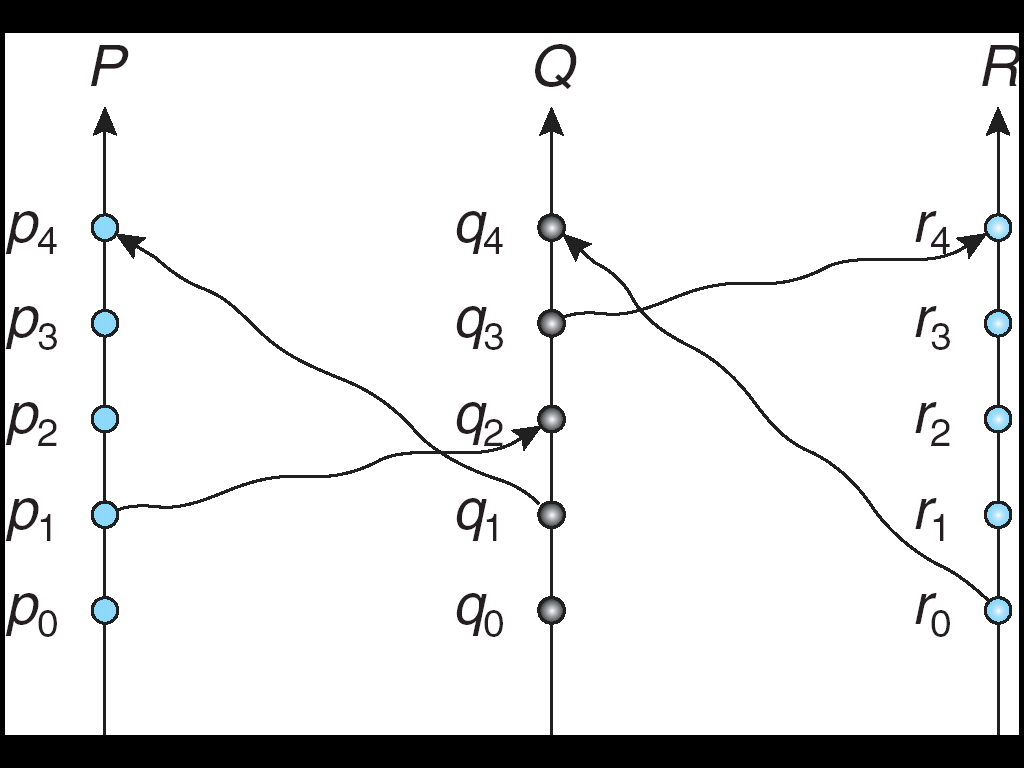 P Q R
p4 q4 r4
p3 q3 r3
p2 q2 r2
p1 q1 r1
p0 q0 r0